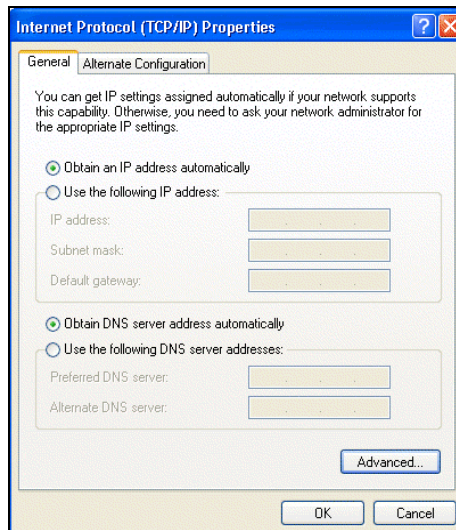 Internet Protocol (TCP/IP) Properties
General
Alternate Configuration
You can get IP settings assigned automatically if your network supports
this capability. Otherwise, you need to ask your network administrator for
the appropriate IP settings.
Obtain an IP address automatically
Use the following IP address:
IP address:
Subnet mask:
Default gateway:
Obtain DNS server address automatically
Use the following DNS server addresses:
Preferred DNS server:
Alternate DNS server:
Advanced...
OK
Cancel